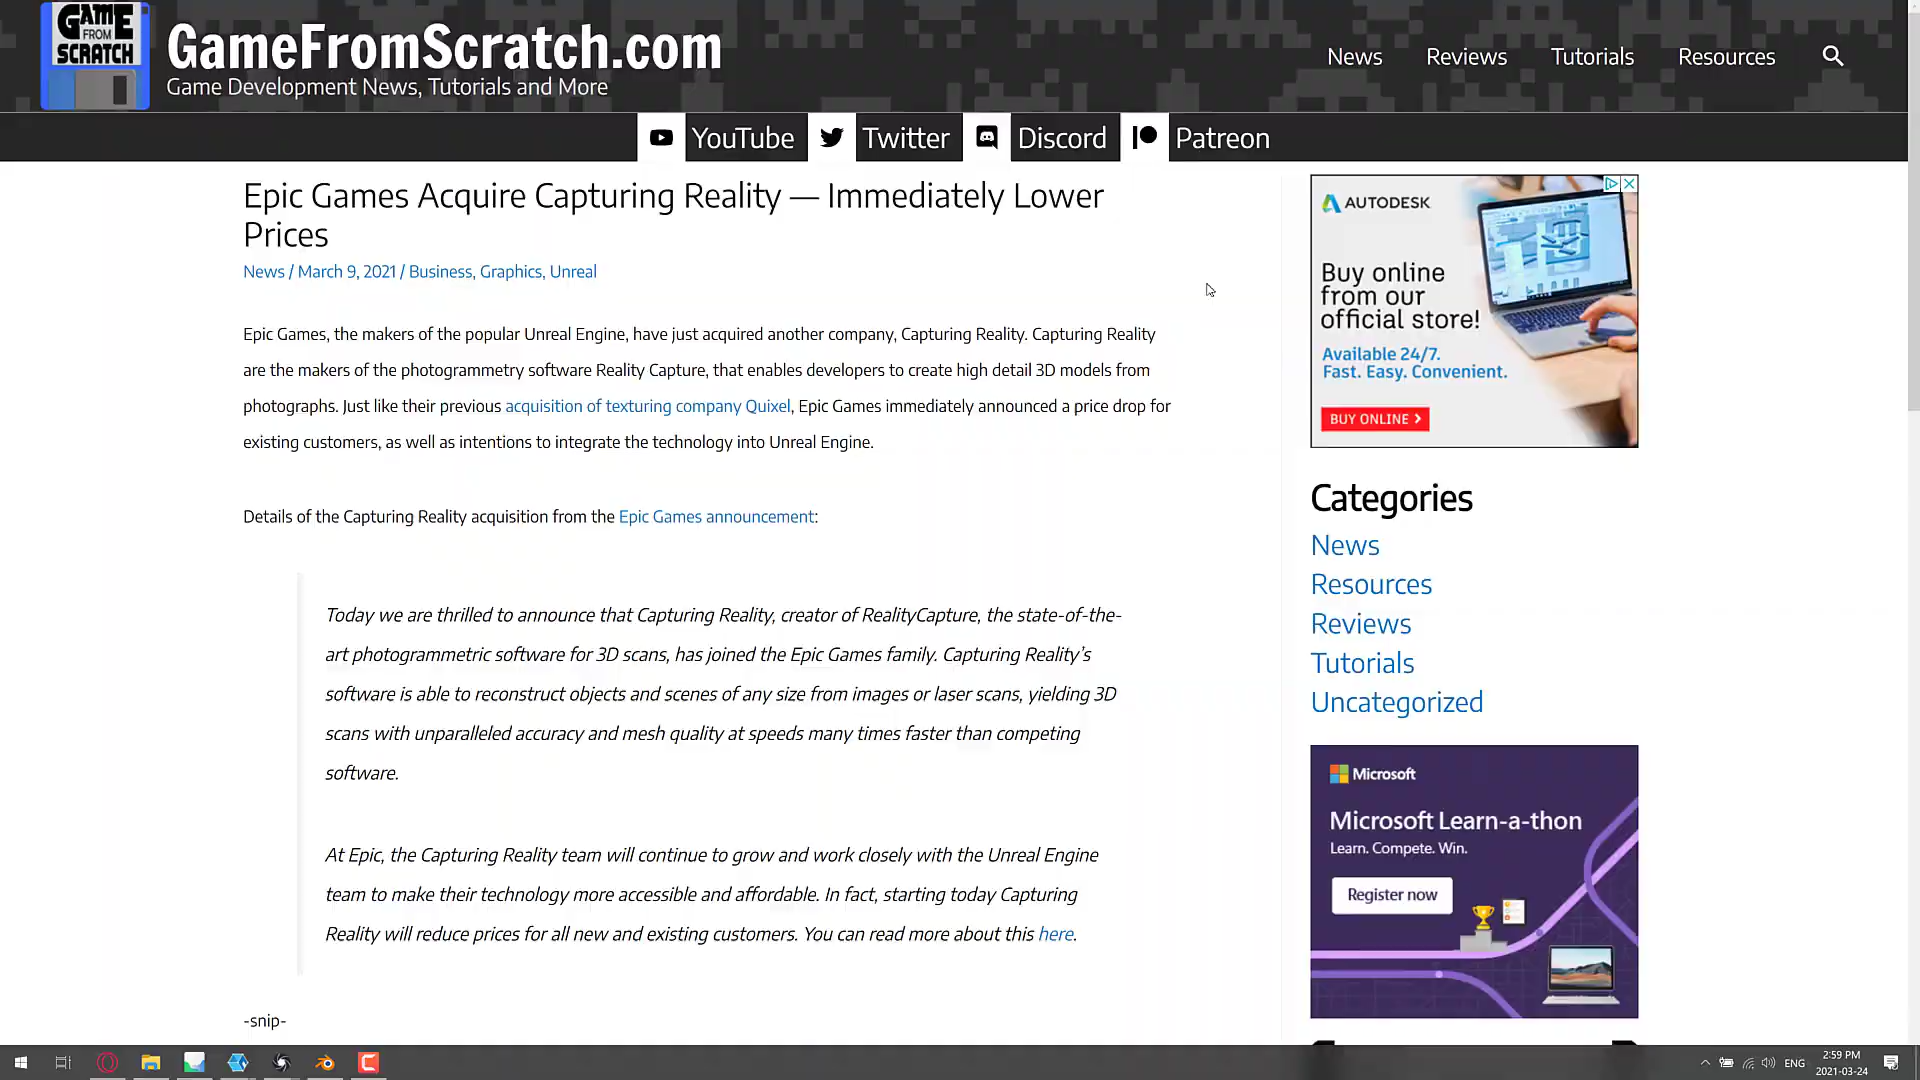 GAME
FROM
SCRATCH
GameFromScratch.com
Game Development News, Tutorials and More
News
Reviews
Tutorials
Resources
YouTube
Twitter
Discord
Patreon
Epic Games Acquire Capturing Reality — Immediately Lower
Prices
News / March 9, 2021 / Business, Graphics, Unreal
Epic Games, the makers of the popular Unreal Engine, have just acquired another company, Capturing Reality. Capturing Reality
are the makers of the photogrammetry software Reality Capture, that enables developers to create high detail 3D models from
photographs. Just like their previous acquisition of texturing company Quixel, Epic Games immediately announced a price drop for
existing customers, as well as intentions to integrate the technology into Unreal Engine.
Details of the Capturing Reality acquisition from the Epic Games announcement:
Today we are thrilled to announce that Capturing Reality, creator of RealityCapture, the state-of-the-
art photogrammetric software for 3D scans, has joined the Epic Games family. Capturing Reality’s
software is able to reconstruct objects and scenes of any size from images or laser scans, yielding 3D
scans with unparalleled accuracy and mesh quality at speeds many times faster than competing
software.
At Epic, the Capturing Reality team will continue to grow and work closely with the Unreal Engine
team to make their technology more accessible and affordable. In fact, starting today Capturing
Reality will reduce prices for all new and existing customers. You can read more about this here.
-snip-
AUTODESK
Buy online
from our
official store!
Available 24/7.
Fast. Easy. Convenient.
BUY ONLINE >
Categories
News
Resources
Reviews
Tutorials
Uncategorized
Microsoft
Microsoft Learn-a-thon
Learn. Compete. Win.
Register now
ENG
2:59 PM
2021-03-24